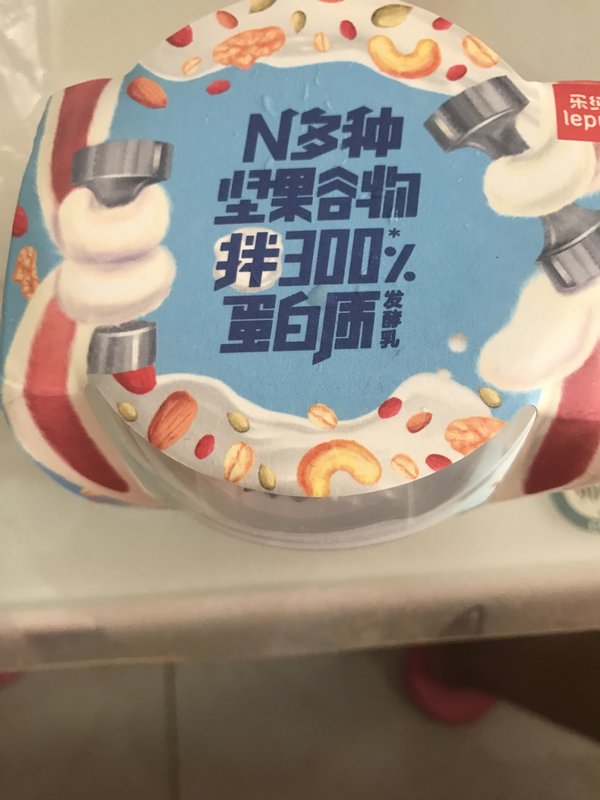 N多种
坚果谷物
拌300%*
蛋白质发酵乳
乐纯
lepu